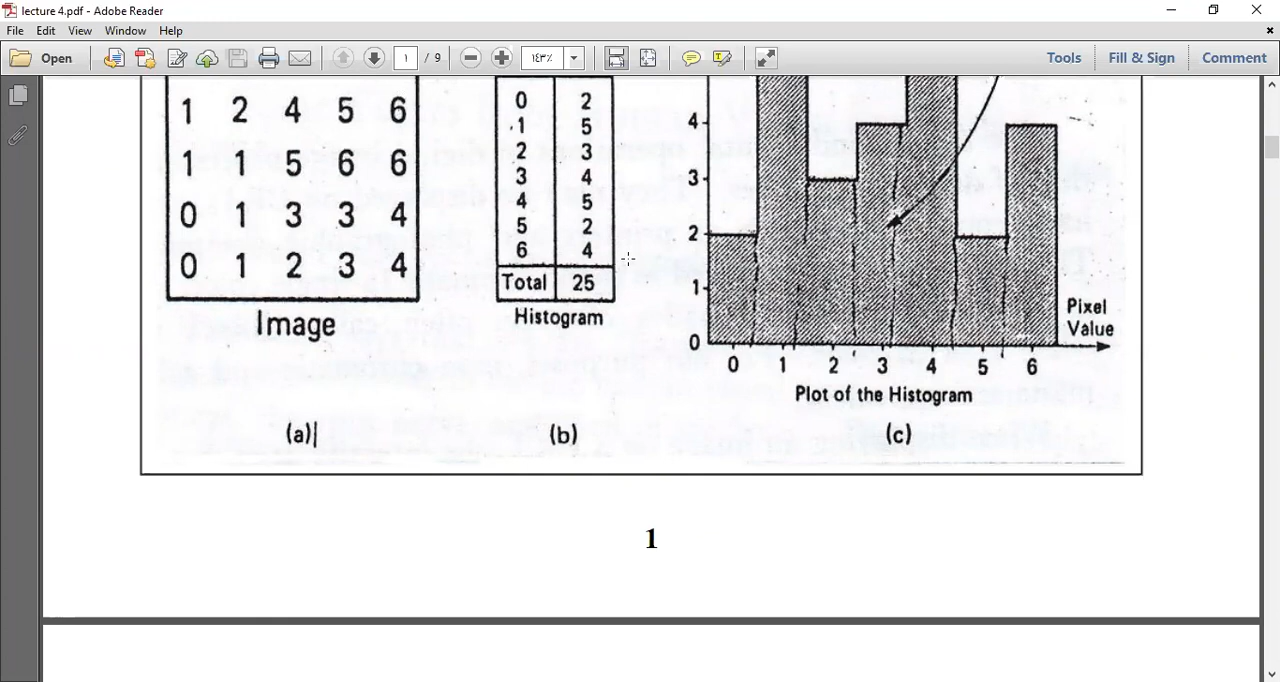 lecture 4.pdf - Adobe Reader
File Edit View Window Help
Open
١ / 9
١٤٣٪
Tools
Fill & Sign
Comment
1 2 4 5 6
1 1 5 6 6
0 1 3 3 4
0 1 2 3 4
Image
(a)
0 2
1 5
2 3
3 4
4 5
5 2
6 4
Total 25
Histogram
(b)
4
3
2
1
0
0 1 2 3 4 5 6
Pixel
Value
Plot of the Histogram
(c)
1